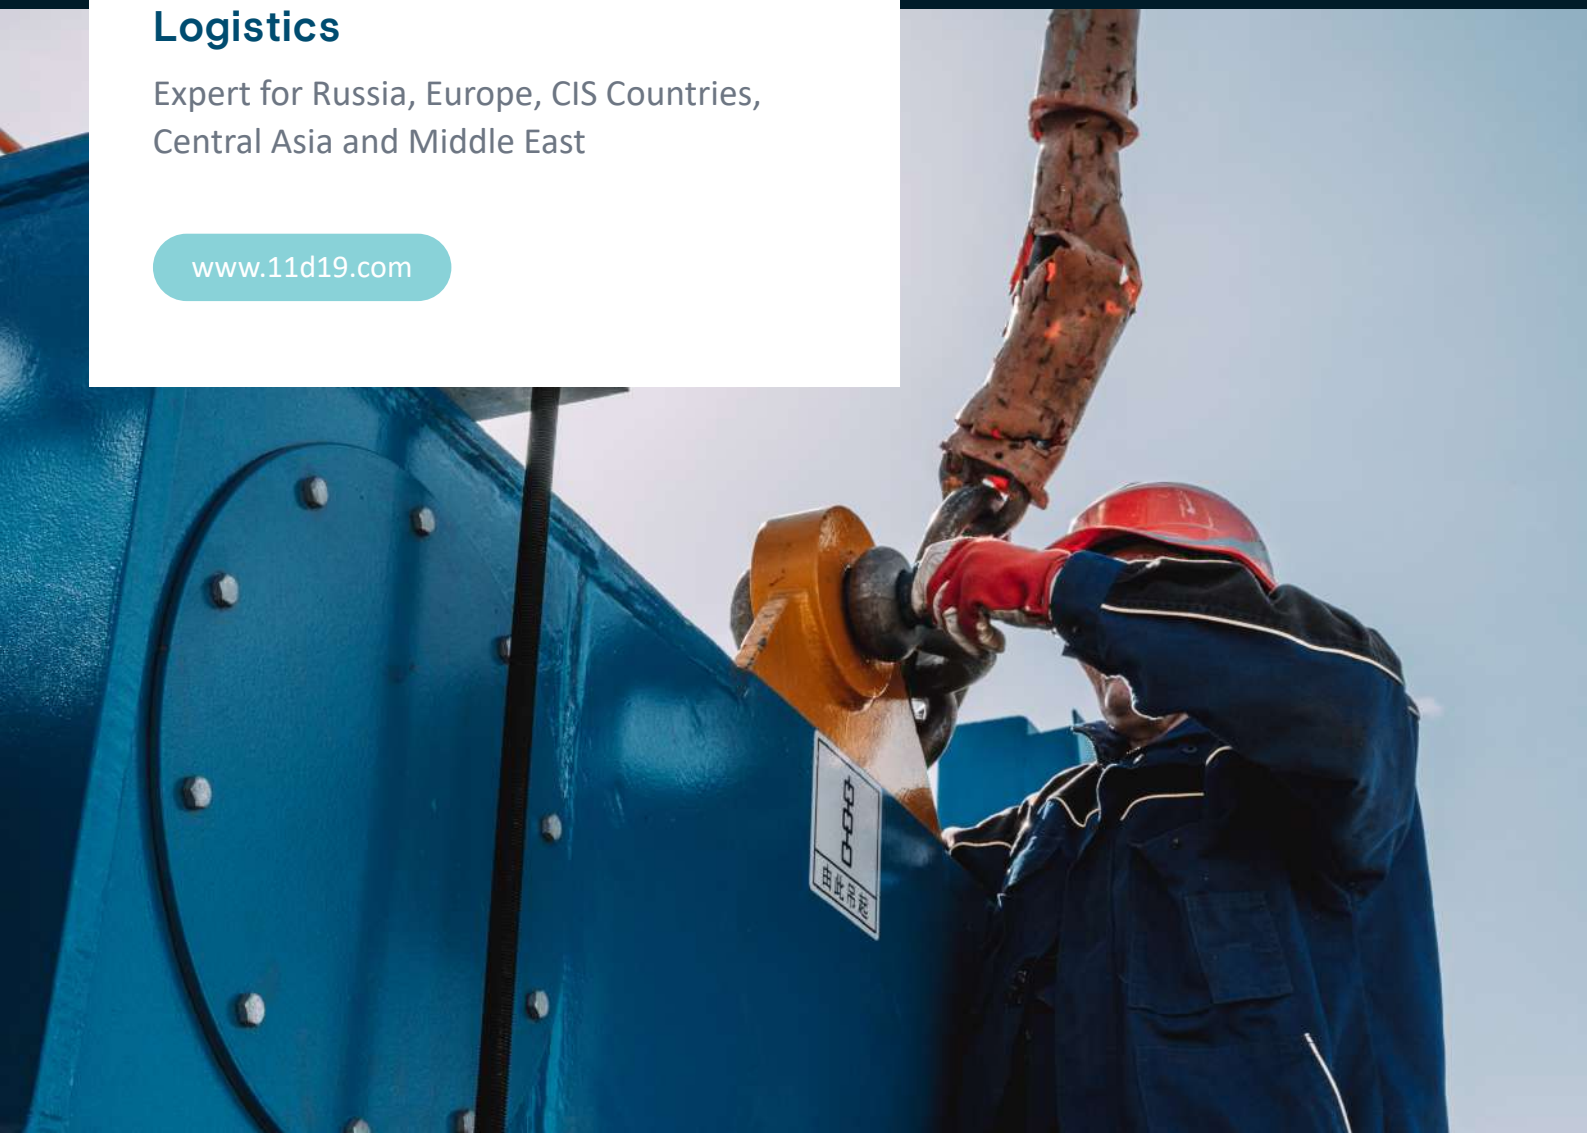 Logistics
Expert for Russia, Europe, CIS Countries,
Central Asia and Middle East
www.11d19.com
由此吊起